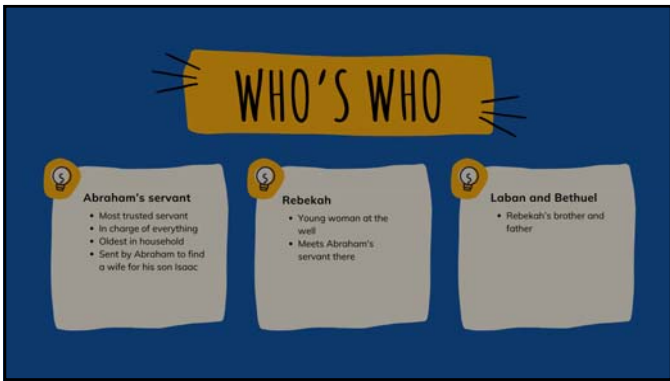 WHO'S WHO
Abraham's servant
• Most trusted servant
• In charge of everything
• Oldest in household
• Sent by Abraham to find
a wife for his son Isaac
Rebekah
• Young woman at the
well
• Meets Abraham's
servant there
Laban and Bethuel
• Rebekah's brother and
father